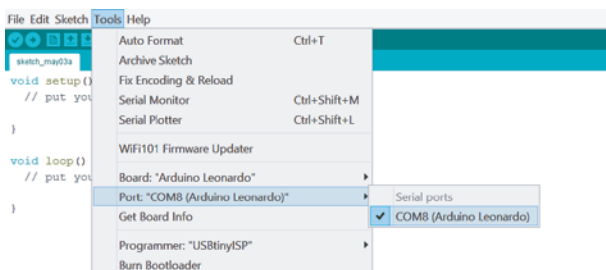 File Edit Sketch Tools Help
sketch_may03a
void setup()
// put you
}
void loop()
// put you
}
Auto Format Ctrl+T
Archive Sketch
Fix Encoding & Reload
Serial Monitor Ctrl+Shift+M
Serial Plotter Ctrl+Shift+L
WiFi101 Firmware Updater
Board: "Arduino Leonardo"
Port: "COM8 (Arduino Leonardo)"
Get Board Info
Programmer: "USBtinyISP"
Burn Bootloader
Serial ports
COM8 (Arduino Leonardo)